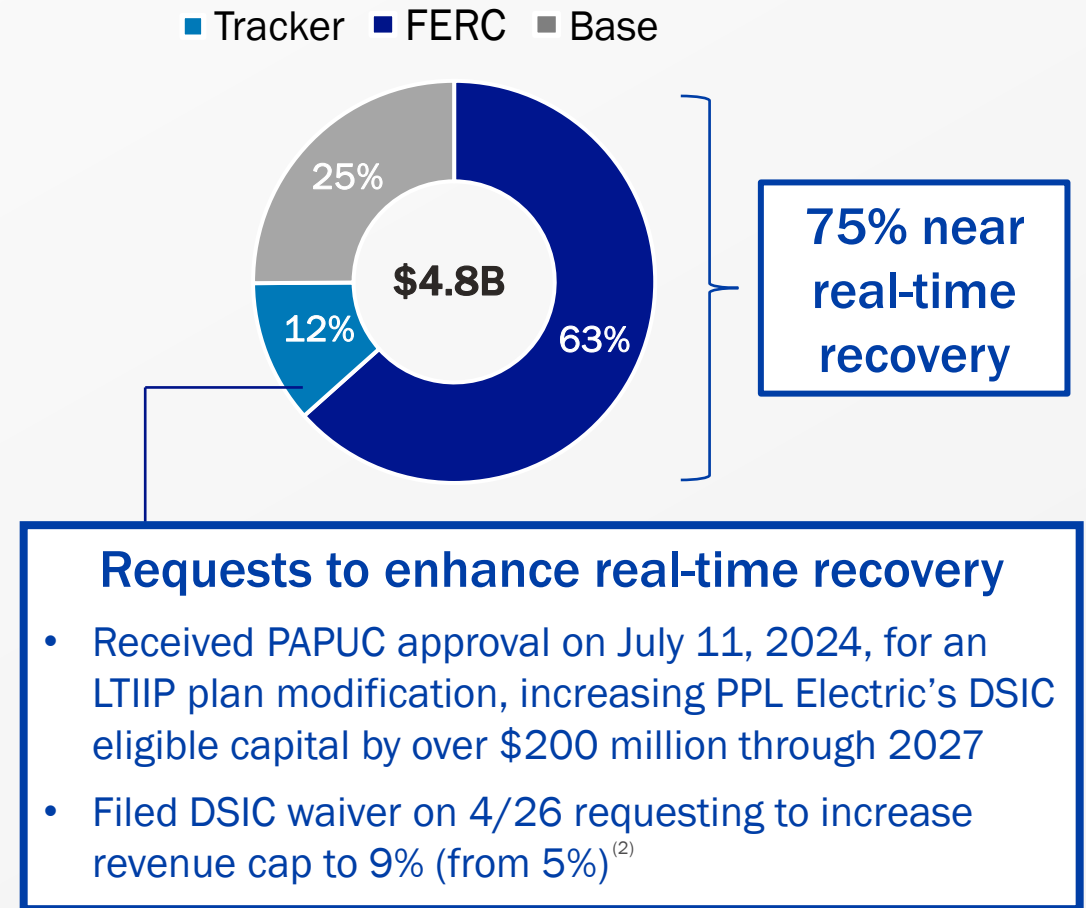 Tracker FERC Base
25%
$4.8B
12%
63%
75% near
real-time
recovery
Requests to enhance real-time recovery
• Received PAPUC approval on July 11, 2024, for an
LTIIP plan modification, increasing PPL Electric’s DSIC
eligible capital by over $200 million through 2027
• Filed DSIC waiver on 4/26 requesting to increase
revenue cap to 9% (from 5%)(2)